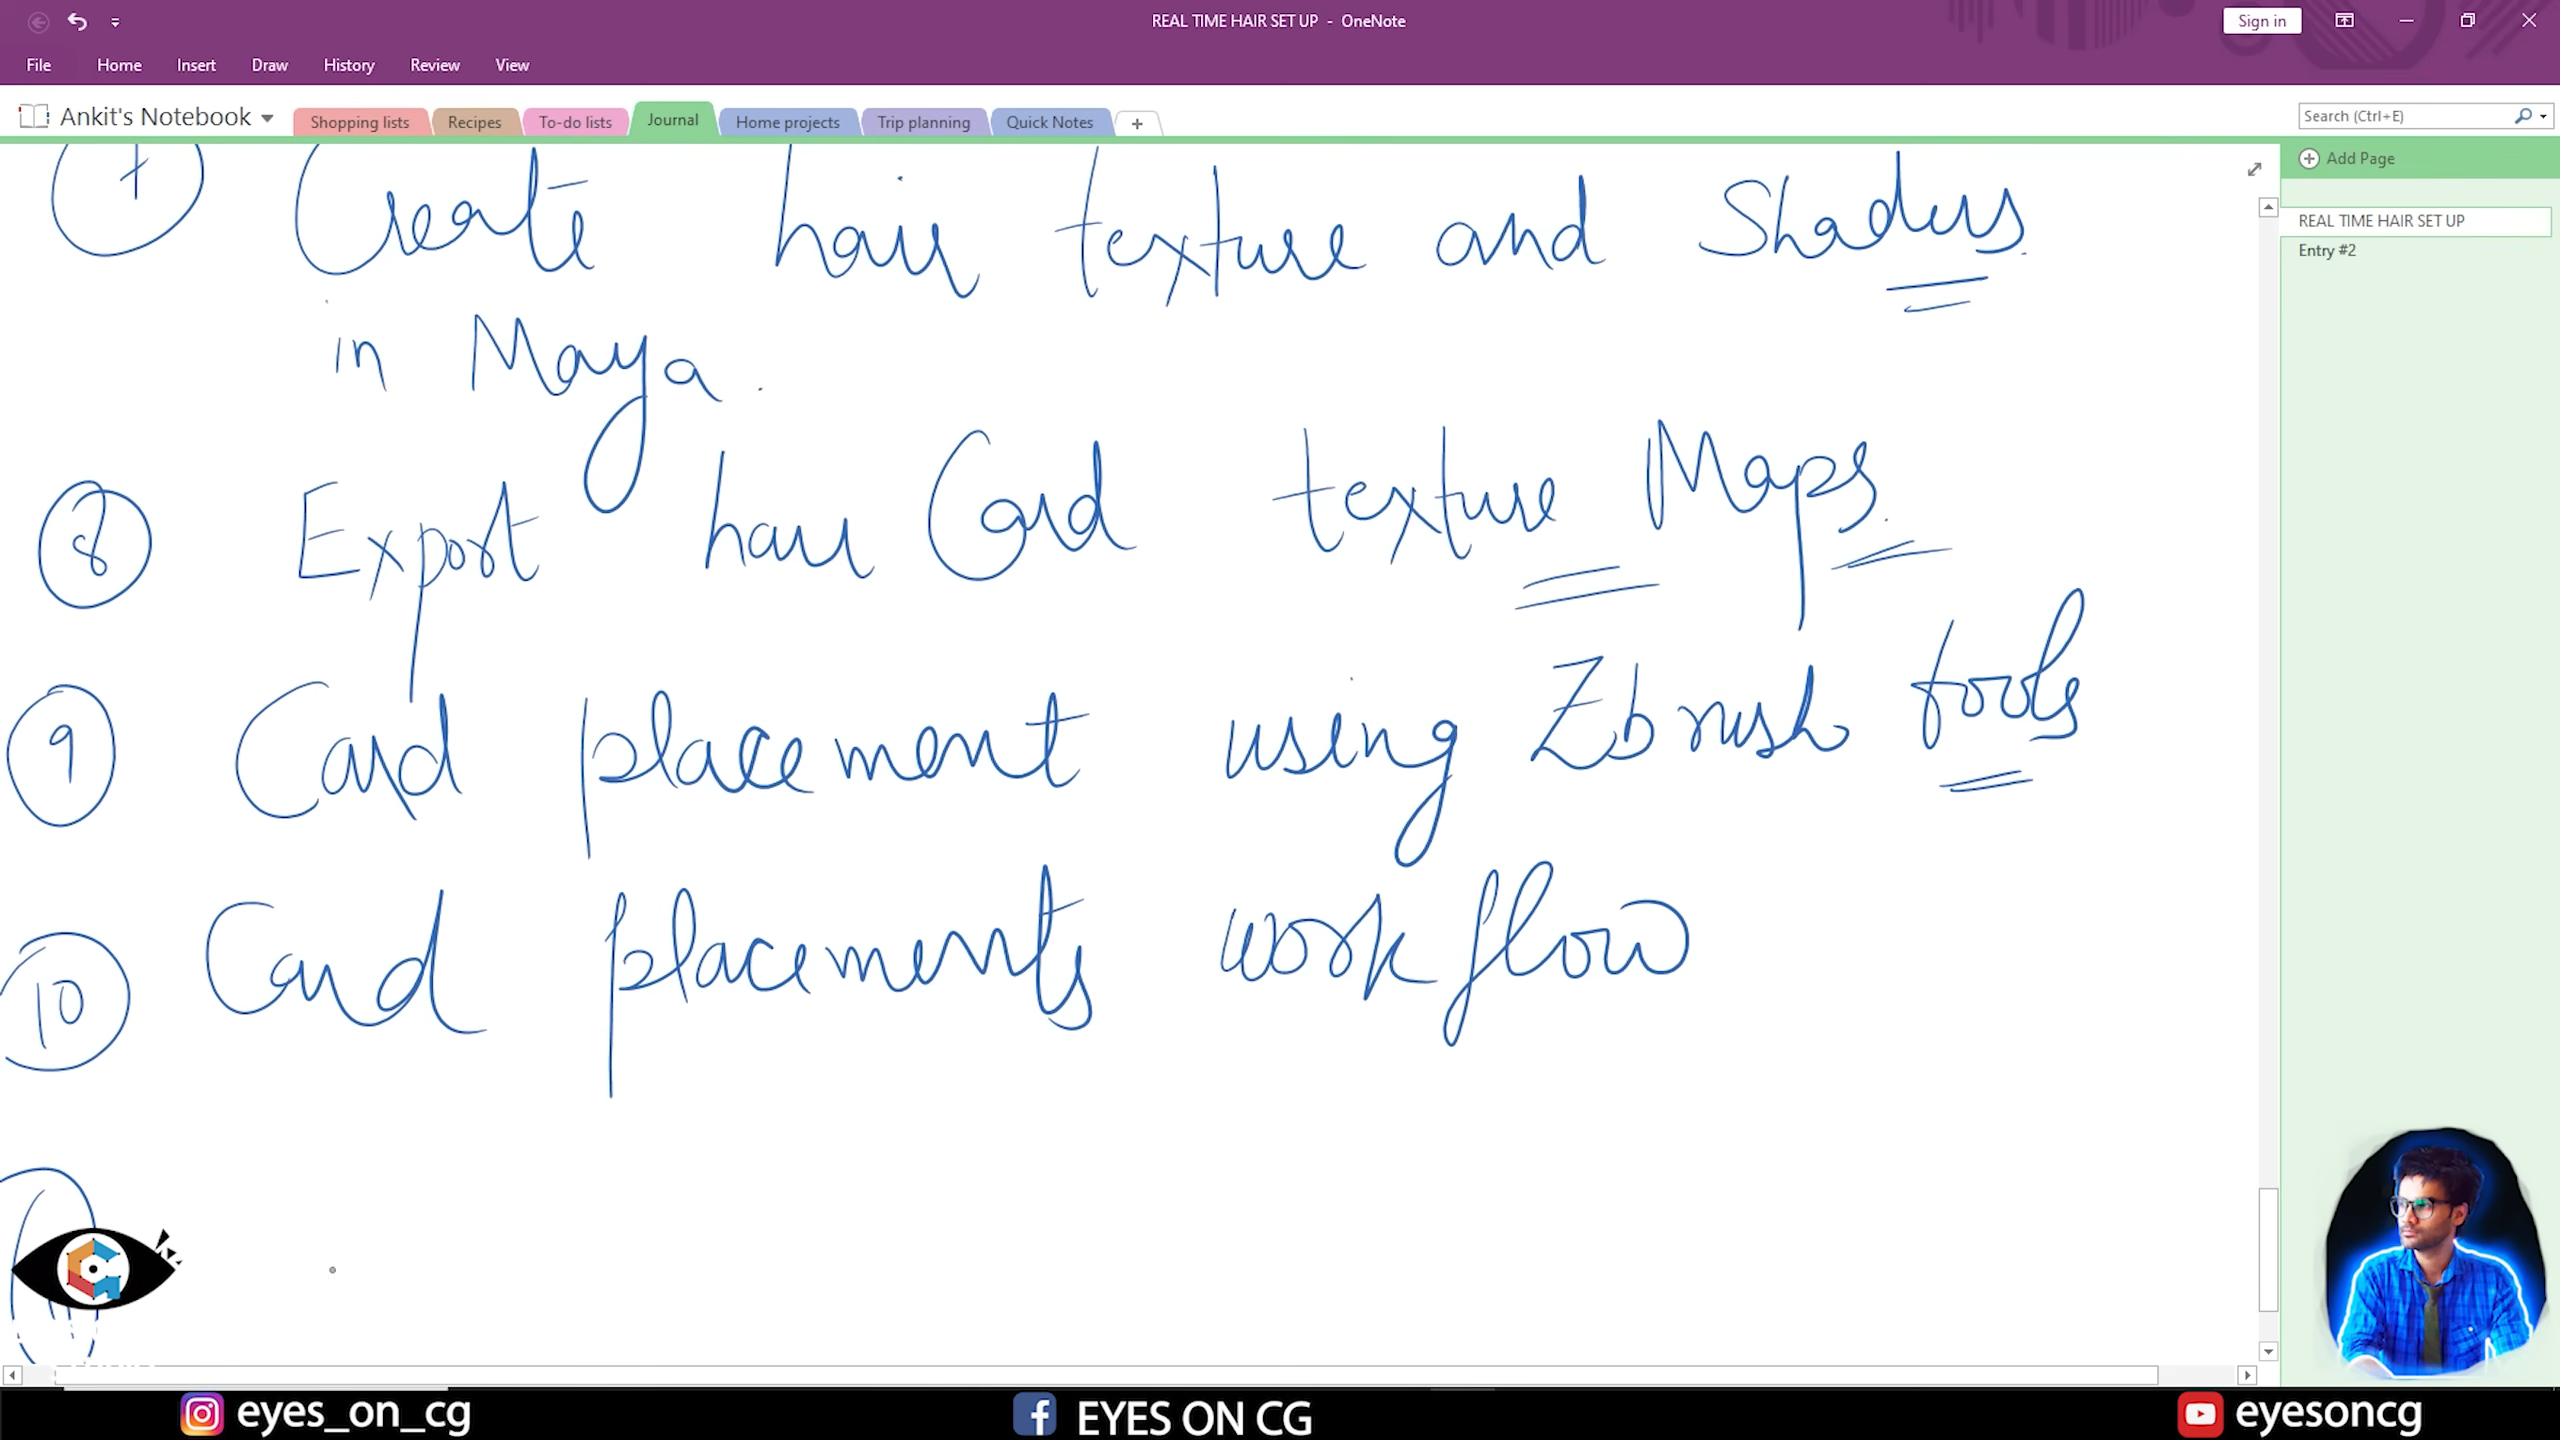 REAL TIME HAIR SET UP - OneNote
Sign in
File Home Insert Draw History Review View
Ankit's Notebook Shopping lists Recipes To-do lists Journal Home projects Trip planning Quick Notes +
Search (Ctrl+E)
Add Page
REAL TIME HAIR SET UP
Entry #2
7 Create hair texture and Shaders.
in Maya.
8 Export hair Card texture Maps.
9 Card placement using Zbrush tools
10 Card placements workflow
eyes_on_cg EYES ON CG eyesoncg